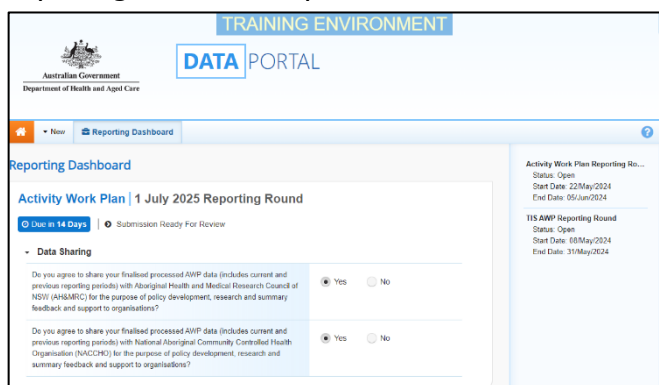 TRAINING ENVIRONMENT
Australian Government
Department of Health and Aged Care
DATA PORTAL
New
Reporting Dashboard
?
Reporting Dashboard
Activity Work Plan | 1 July 2025 Reporting Round
Due in 14 Days | Submission Ready For Review
Data Sharing
Do you agree to share your finalised processed AWP data (includes current and
previous reporting periods) with Aboriginal Health and Medical Research Council of
NSW (AH&MRC) for the purpose of policy development, research and summary
feedback and support to organisations?
Yes No
Do you agree to share your finalised processed AWP data (includes current and
previous reporting periods) with National Aboriginal Community Controlled Health
Organisation (NACCHO) for the purpose of policy development, research and
summary feedback and support to organisations?
Yes No
Activity Work Plan Reporting Ro...
Status: Open
Start Date: 22/May/2024
End Date: 05/Jun/2024
TIS AWP Reporting Round
Status: Open
Start Date: 08/May/2024
End Date: 31/May/2024